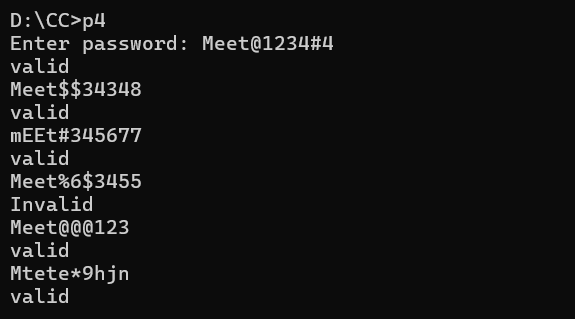 D:\CC>p4
Enter password: Meet@1234#4
valid
Meet$$34348
valid
mEEt#345677
valid
Meet%6$3455
Invalid
Meet@@@123
valid
Mtete*9hjn
valid